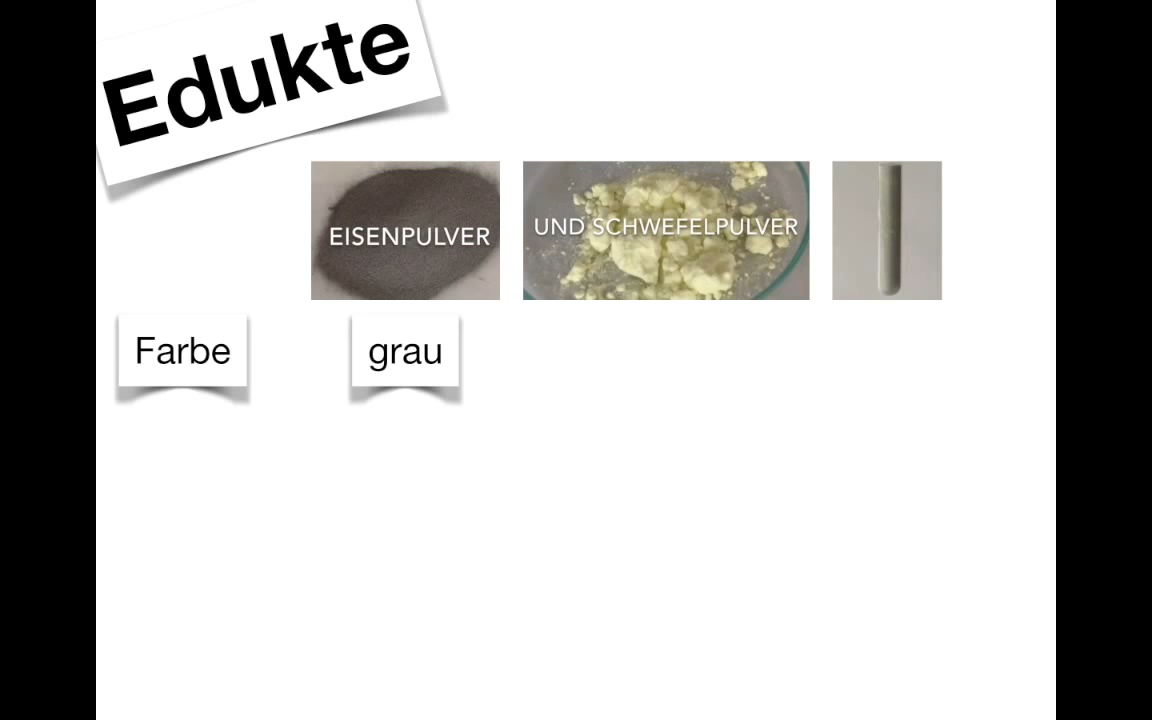 Edukte
EISENPULVER
UND SCHWEFELPULVER
Farbe
grau